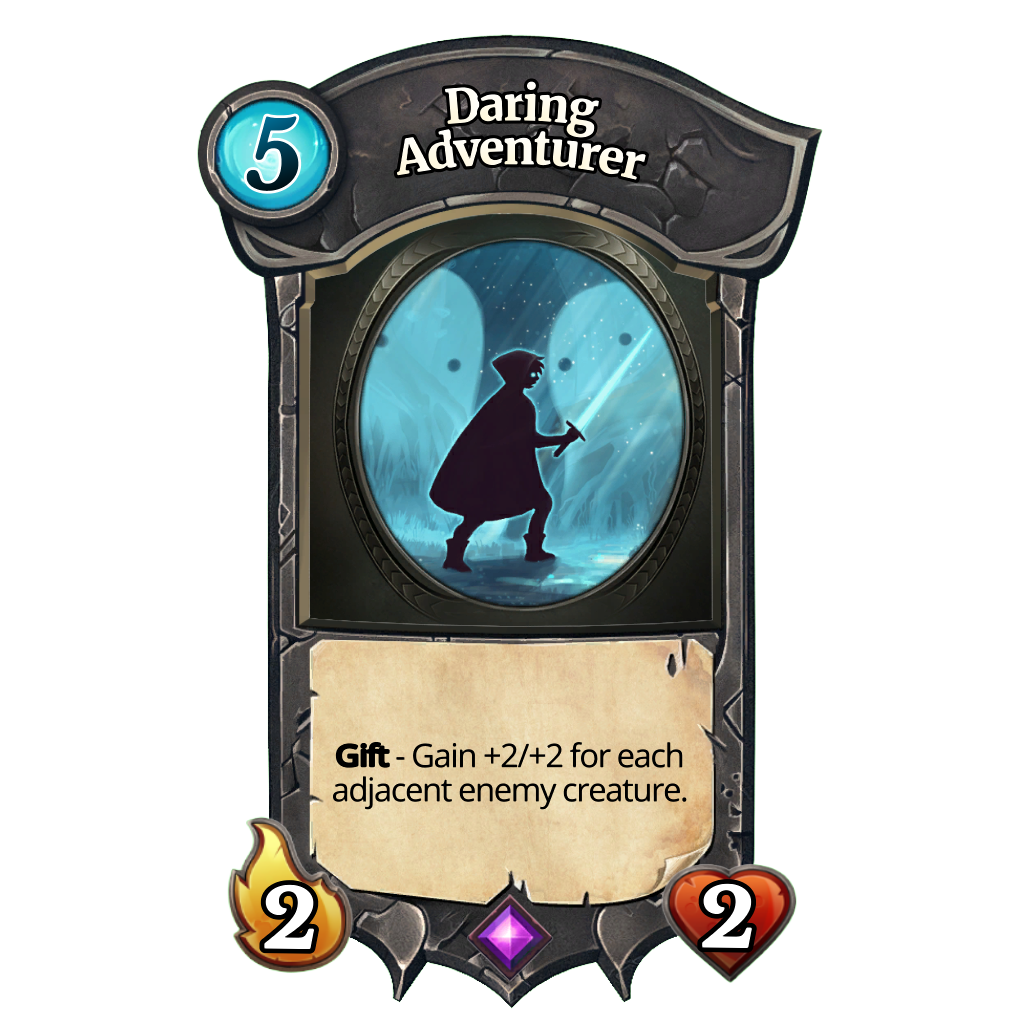 5
Daring
Adventurer
Gift - Gain +2/+2 for each
adjacent enemy creature.
2
2